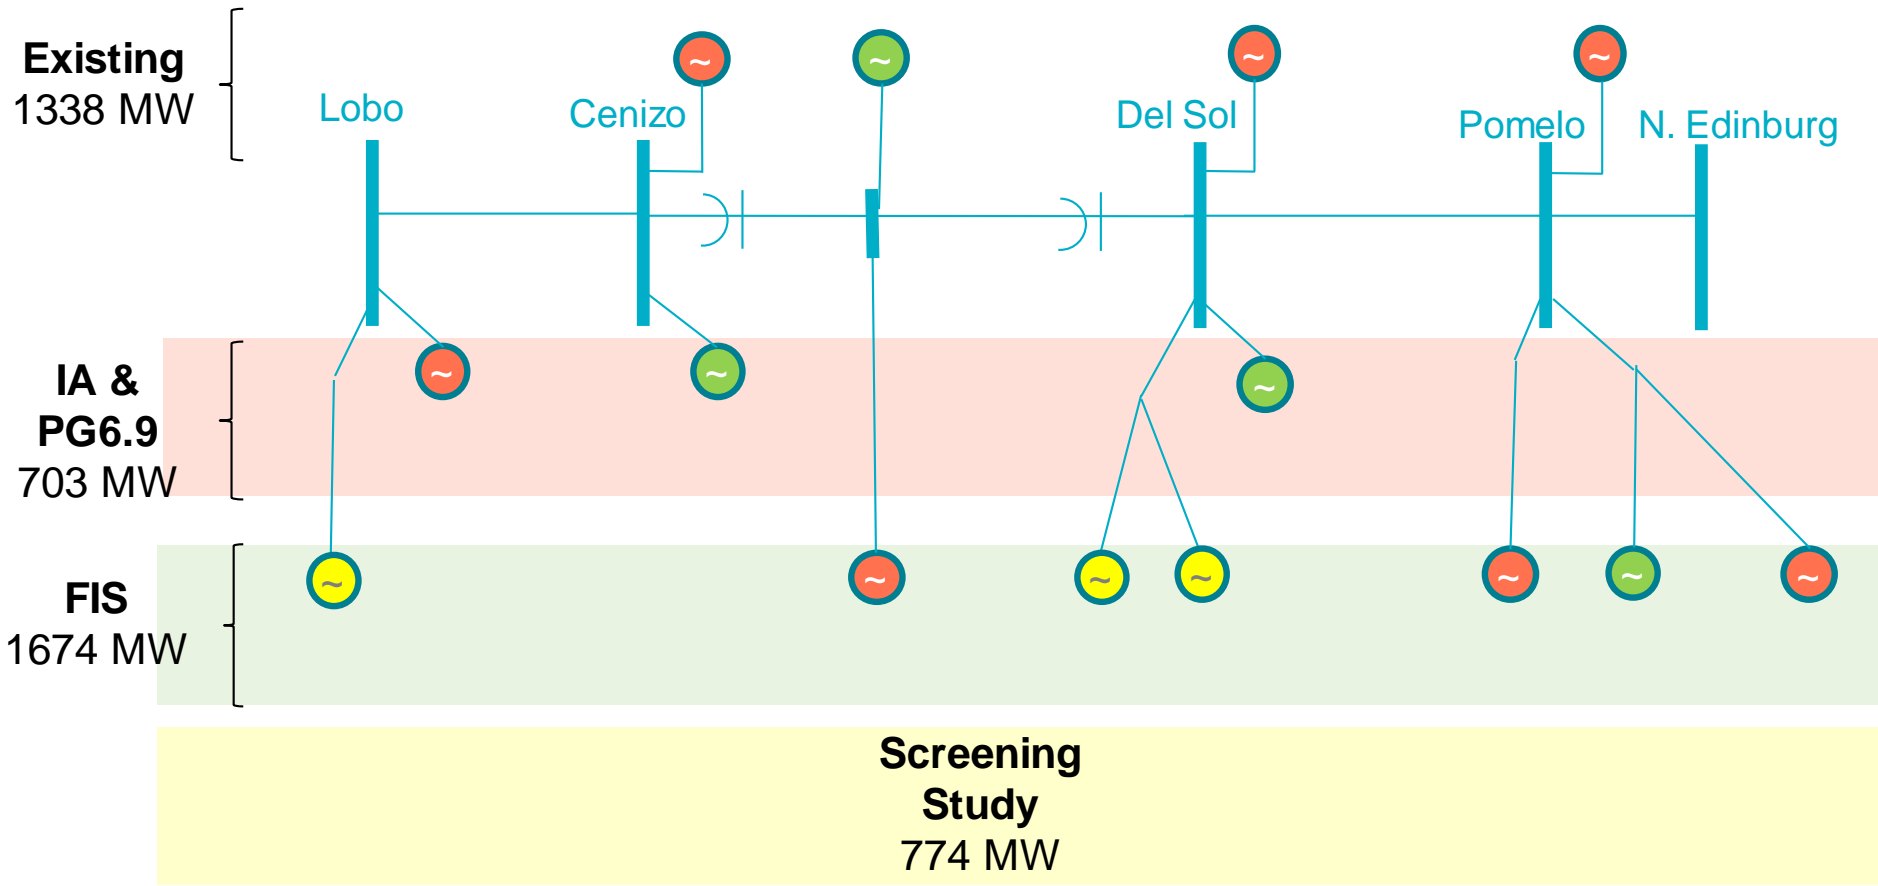 Existing
1338 MW
Lobo
Cenizo
Del Sol
Pomelo
N. Edinburg
~
~
~
~
IA &
PG6.9
703 MW
~
~
~
FIS
1674 MW
~
~
~
~
~
~
~
Screening
Study
774 MW